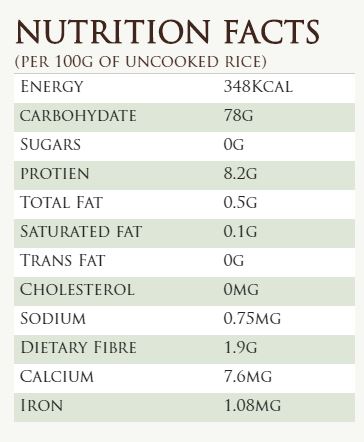 NUTRITION FACTS
(PER 100G OF UNCOOKED RICE)
ENERGY 348KCAL
CARBOHYDATE 78G
SUGARS 0G
PROTIEN 8.2G
TOTAL FAT 0.5G
SATURATED FAT 0.1G
TRANS FAT 0G
CHOLESTEROL 0MG
SODIUM 0.75MG
DIETARY FIBRE 1.9G
CALCIUM 7.6MG
IRON 1.08MG